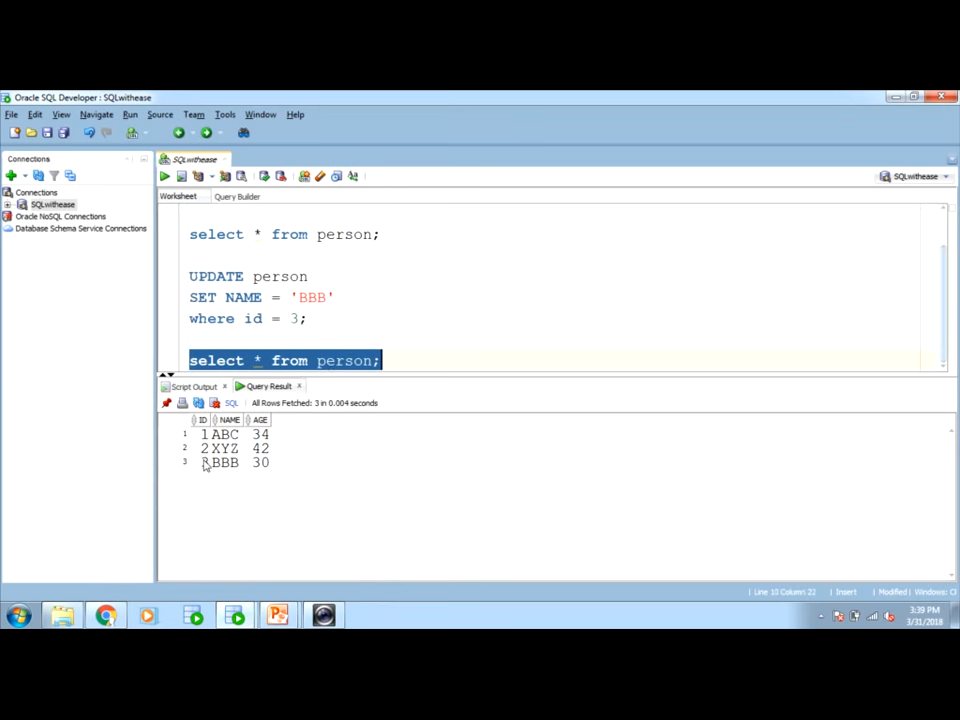 Oracle SQL Developer : SQLwithease
File Edit View Navigate Run Source Team Tools Window Help
Connections
Connections
SQLwithease
Oracle NoSQL Connections
Database Schema Service Connections
SQLwithease
SQLwithease
Worksheet Query Builder
select * from person;
UPDATE person
SET NAME = 'BBB'
where id = 3;
select * from person;
Script Output x Query Result x
SQL All Rows Fetched: 3 in 0.004 seconds
ID NAME AGE
1 1 ABC 34
2 2 XYZ 42
3 BBB 30
Line 10 Column 22 Insert Modified Windows: C
3:39 PM
3/31/2018